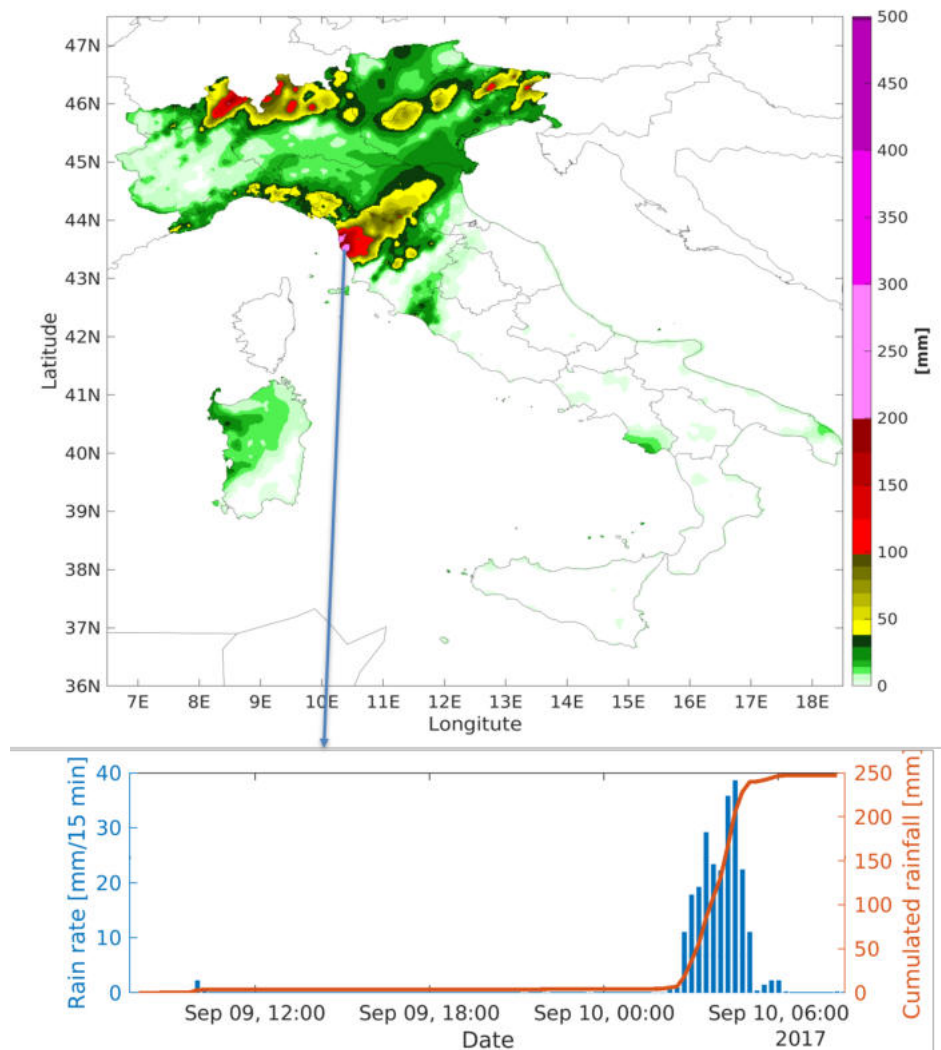 47N
46N
45N
44N
43N
42N
41N
40N
39N
38N
37N
36N
Latitude
7E 8E 9E 10E 11E 12E 13E 14E 15E 16E 17E 18E
Longitute
500
450
400
350
300
250
200
150
100
50
0
[mm]
40
30
20
10
0
Rain rate [mm/15 min]
250
200
150
100
50
0
Cumulated rainfall [mm]
Sep 09, 12:00 Sep 09, 18:00 Sep 10, 00:00 Sep 10, 06:00
Date 2017